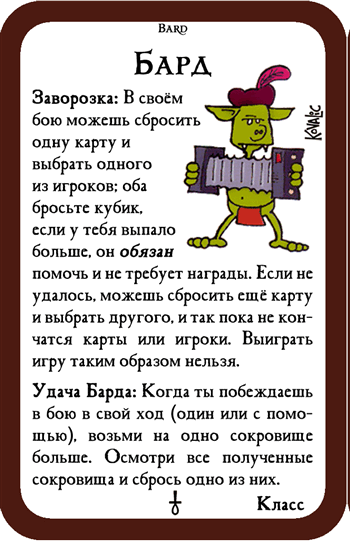 Bard
Бард
Заворозка: В своём
бою можешь сбросить
одну карту и
выбрать одного
из игроков; оба
бросьте кубик,
если у тебя выпало
больше, он обязан
помочь и не требует награды. Если не
удалось, можешь сбросить ещё карту
и выбрать другого, и так пока не кон-
чатся карты или игроки. Выиграть
игру таким образом нельзя.
Удача Барда: Когда ты побеждаешь
в бою в свой ход (один или с помо-
щью), возьми на одно сокровище
больше. Осмотри все полученные
сокровища и сбрось одно из них.
Класс
Kovalic